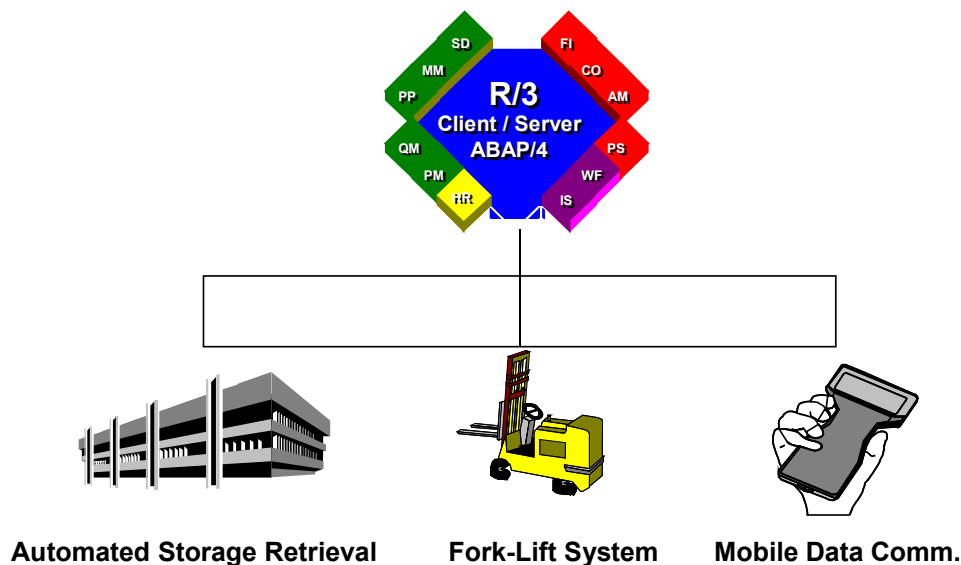 SD
MM
PP
QM
PM
HR
R/3
Client / Server
ABAP/4
FI
CO
AM
PS
WF
IS
Automated Storage Retrieval
Fork-Lift System
Mobile Data Comm.